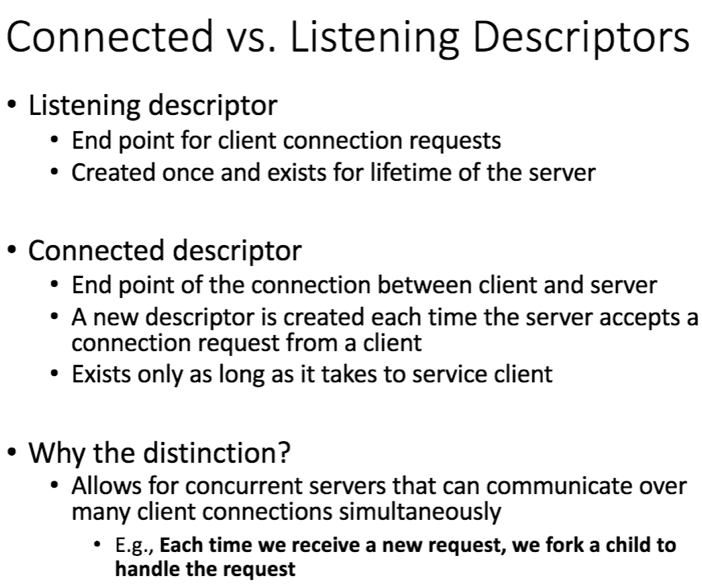 Connected vs. Listening Descriptors
• Listening descriptor
• End point for client connection requests
• Created once and exists for lifetime of the server
• Connected descriptor
• End point of the connection between client and server
• A new descriptor is created each time the server accepts a
connection request from a client
• Exists only as long as it takes to service client
• Why the distinction?
• Allows for concurrent servers that can communicate over
many client connections simultaneously
• E.g., Each time we receive a new request, we fork a child to
handle the request